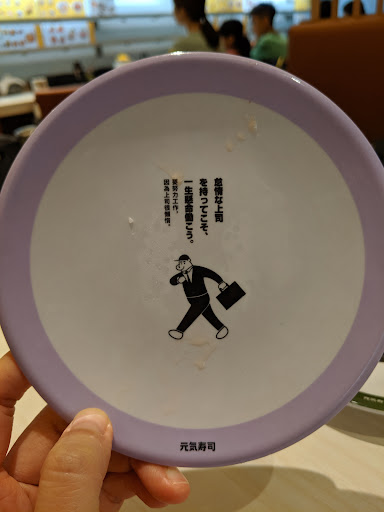 怠惰な上司
を持ってこそ、
一生懸命働こう。
要努力工作，
因為上司很懶惰。
元気寿司